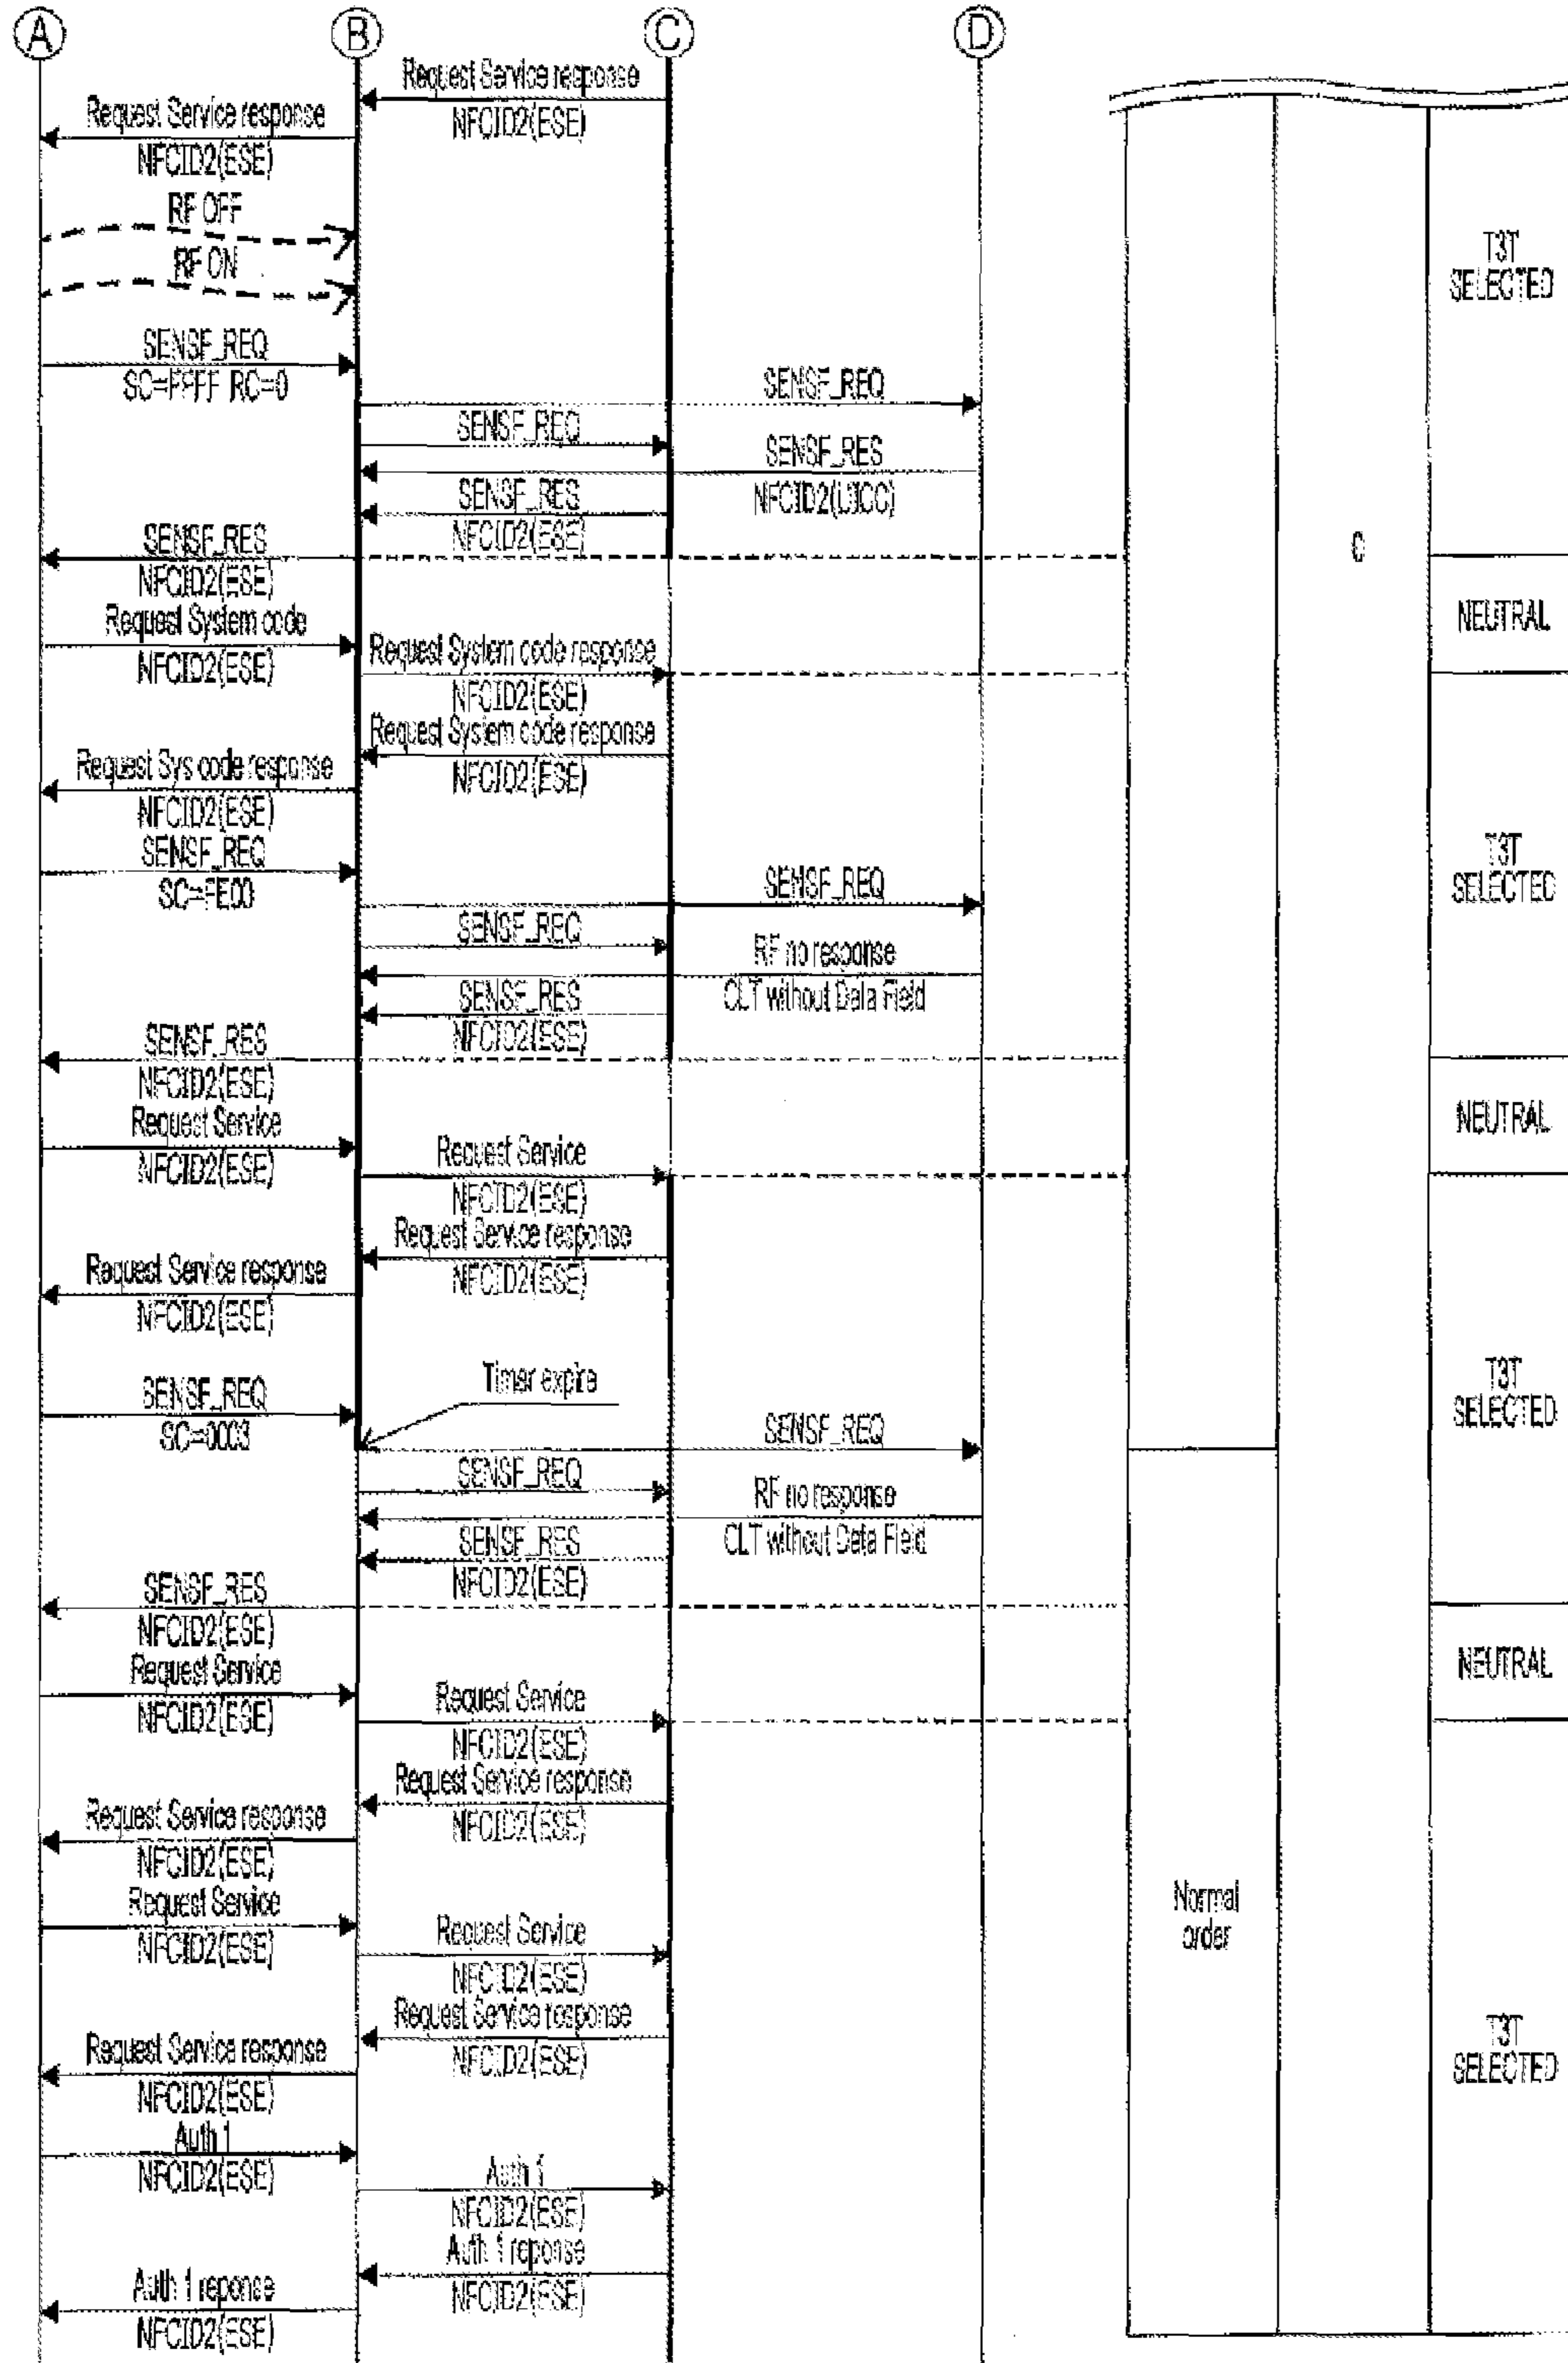 A
B
C
D
Request Service response
NFCID2(ESE)
Request Service response
NFCID2(ESE)
RF OFF
RF ON
SENSF_REQ
SC=FFFF RC=0
SENSF_REQ
SENSF_REQ
SENSF_RES
NFCID2(UICC)
SENSF_RES
NFCID2(ESE)
SENSF_RES
NFCID2(ESE)
Request System code
NFCID2(ESE)
Request System code response
NFCID2(ESE)
Request System code response
NFCID2(ESE)
Request Sys code response
NFCID2(ESE)
SENSF_REQ
SC=FE00
SENSF_REQ
SENSF_REQ
RF no response
CLT without Data Field
SENSF_RES
NFCID2(ESE)
SENSF_RES
NFCID2(ESE)
Request Service
NFCID2(ESE)
Request Service
NFCID2(ESE)
Request Service response
NFCID2(ESE)
Request Service response
NFCID2(ESE)
Timer expire
SENSF_REQ
SC=0003
SENSF_REQ
SENSF_REQ
RF no response
CLT without Data Field
SENSF_RES
NFCID2(ESE)
SENSF_RES
NFCID2(ESE)
Request Service
NFCID2(ESE)
Request Service
NFCID2(ESE)
Request Service response
NFCID2(ESE)
Request Service response
NFCID2(ESE)
Request Service
NFCID2(ESE)
Request Service
NFCID2(ESE)
Request Service response
NFCID2(ESE)
Request Service response
NFCID2(ESE)
Auth 1
NFCID2(ESE)
Auth 1
NFCID2(ESE)
Auth 1 reponse
NFCID2(ESE)
Auth 1 reponse
NFCID2(ESE)
Normal
order
T3T
SELECTED
NEUTRAL
T3T
SELECTED
NEUTRAL
T3T
SELECTED
NEUTRAL
T3T
SELECTED